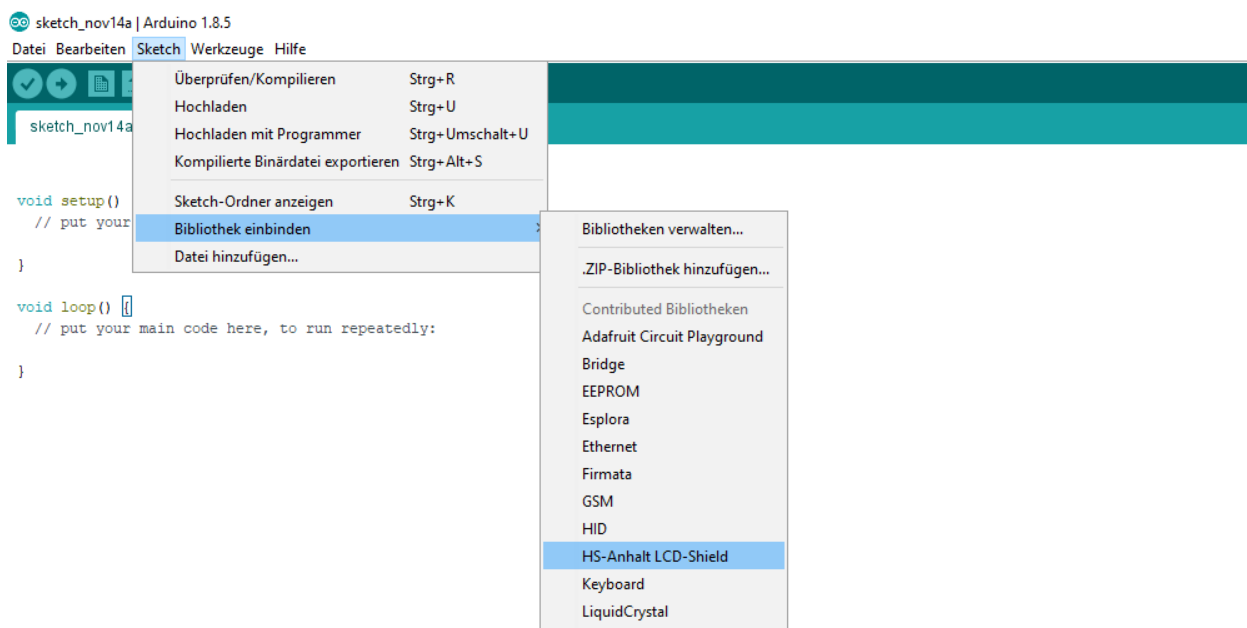 sketch_nov14a | Arduino 1.8.5
Datei Bearbeiten Sketch Werkzeuge Hilfe
Überprüfen/Kompilieren Strg+R
Hochladen Strg+U
Hochladen mit Programmer Strg+Umschalt+U
Kompilierte Binärdatei exportieren Strg+Alt+S
Sketch-Ordner anzeigen Strg+K
Bibliothek einbinden
Datei hinzufügen...
sketch_nov14a
void setup()
// put your
}
void loop() {
// put your main code here, to run repeatedly:
}
Bibliotheken verwalten...
.ZIP-Bibliothek hinzufügen...
Contributed Bibliotheken
Adafruit Circuit Playground
Bridge
EEPROM
Esplora
Ethernet
Firmata
GSM
HID
HS-Anhalt LCD-Shield
Keyboard
LiquidCrystal